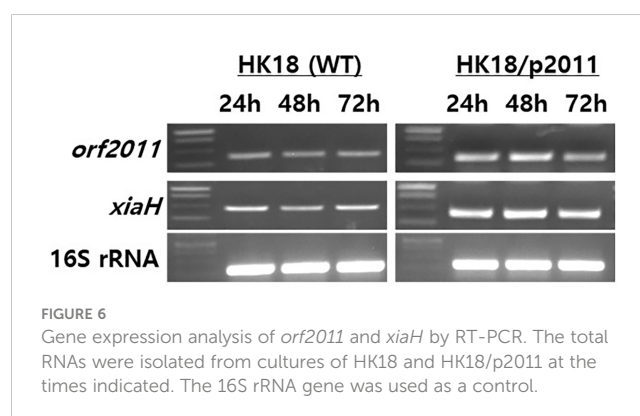 HK18 (WT) HK18/p2011
24h 48h 72h 24h 48h 72h
orf2011
xiaH
16S rRNA
FIGURE 6
Gene expression analysis of orf2011 and xiaH by RT-PCR. The total
RNAs were isolated from cultures of HK18 and HK18/p2011 at the
times indicated. The 16S rRNA gene was used as a control.